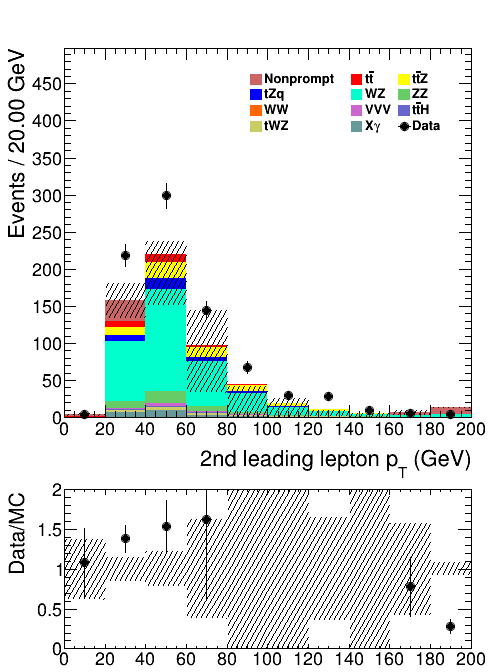 Events / 20.00 GeV
450
400
350
300
250
200
150
100
50
0
Nonprompt tt̄ tt̄Z
tZq WZ ZZ
WW VVV tt̄H
tWZ Xγ Data
0 20 40 60 80 100 120 140 160 180 200
2nd leading lepton p_T (GeV)
Data/MC
2
1.5
1
0.5
0
0 20 40 60 80 100 120 140 160 180 200